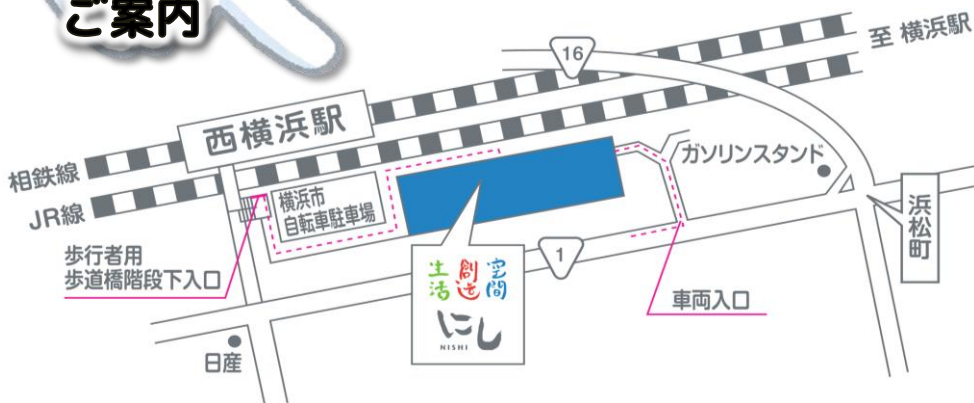 ご案内
16
至 横浜駅
西横浜駅
相鉄線
JR線
ガソリンスタンド
横浜市
自転車駐車場
浜松町
歩行者用
歩道橋階段下入口
1
生活
創造
空間
にし
NISHI
車両入口
日産